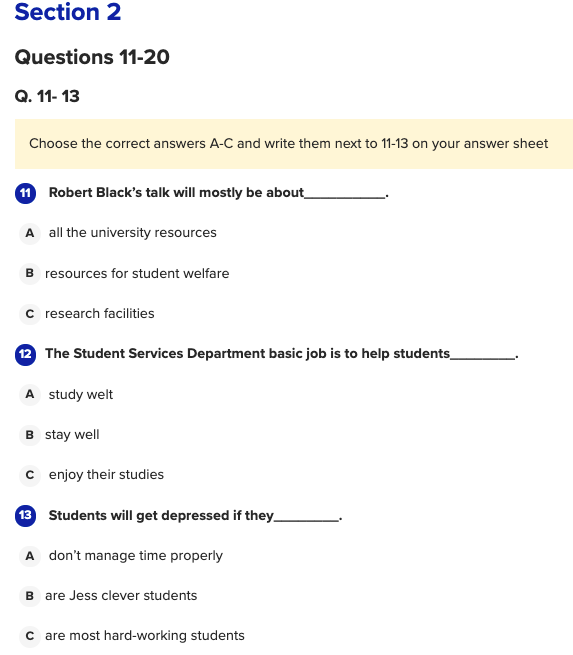 Section 2
Questions 11-20
Q. 11- 13
Choose the correct answers A-C and write them next to 11-13 on your answer sheet
11 Robert Black’s talk will mostly be about__________.
A all the university resources
B resources for student welfare
C research facilities
12 The Student Services Department basic job is to help students________.
A study welt
B stay well
C enjoy their studies
13 Students will get depressed if they________.
A don’t manage time properly
B are Jess clever students
C are most hard-working students